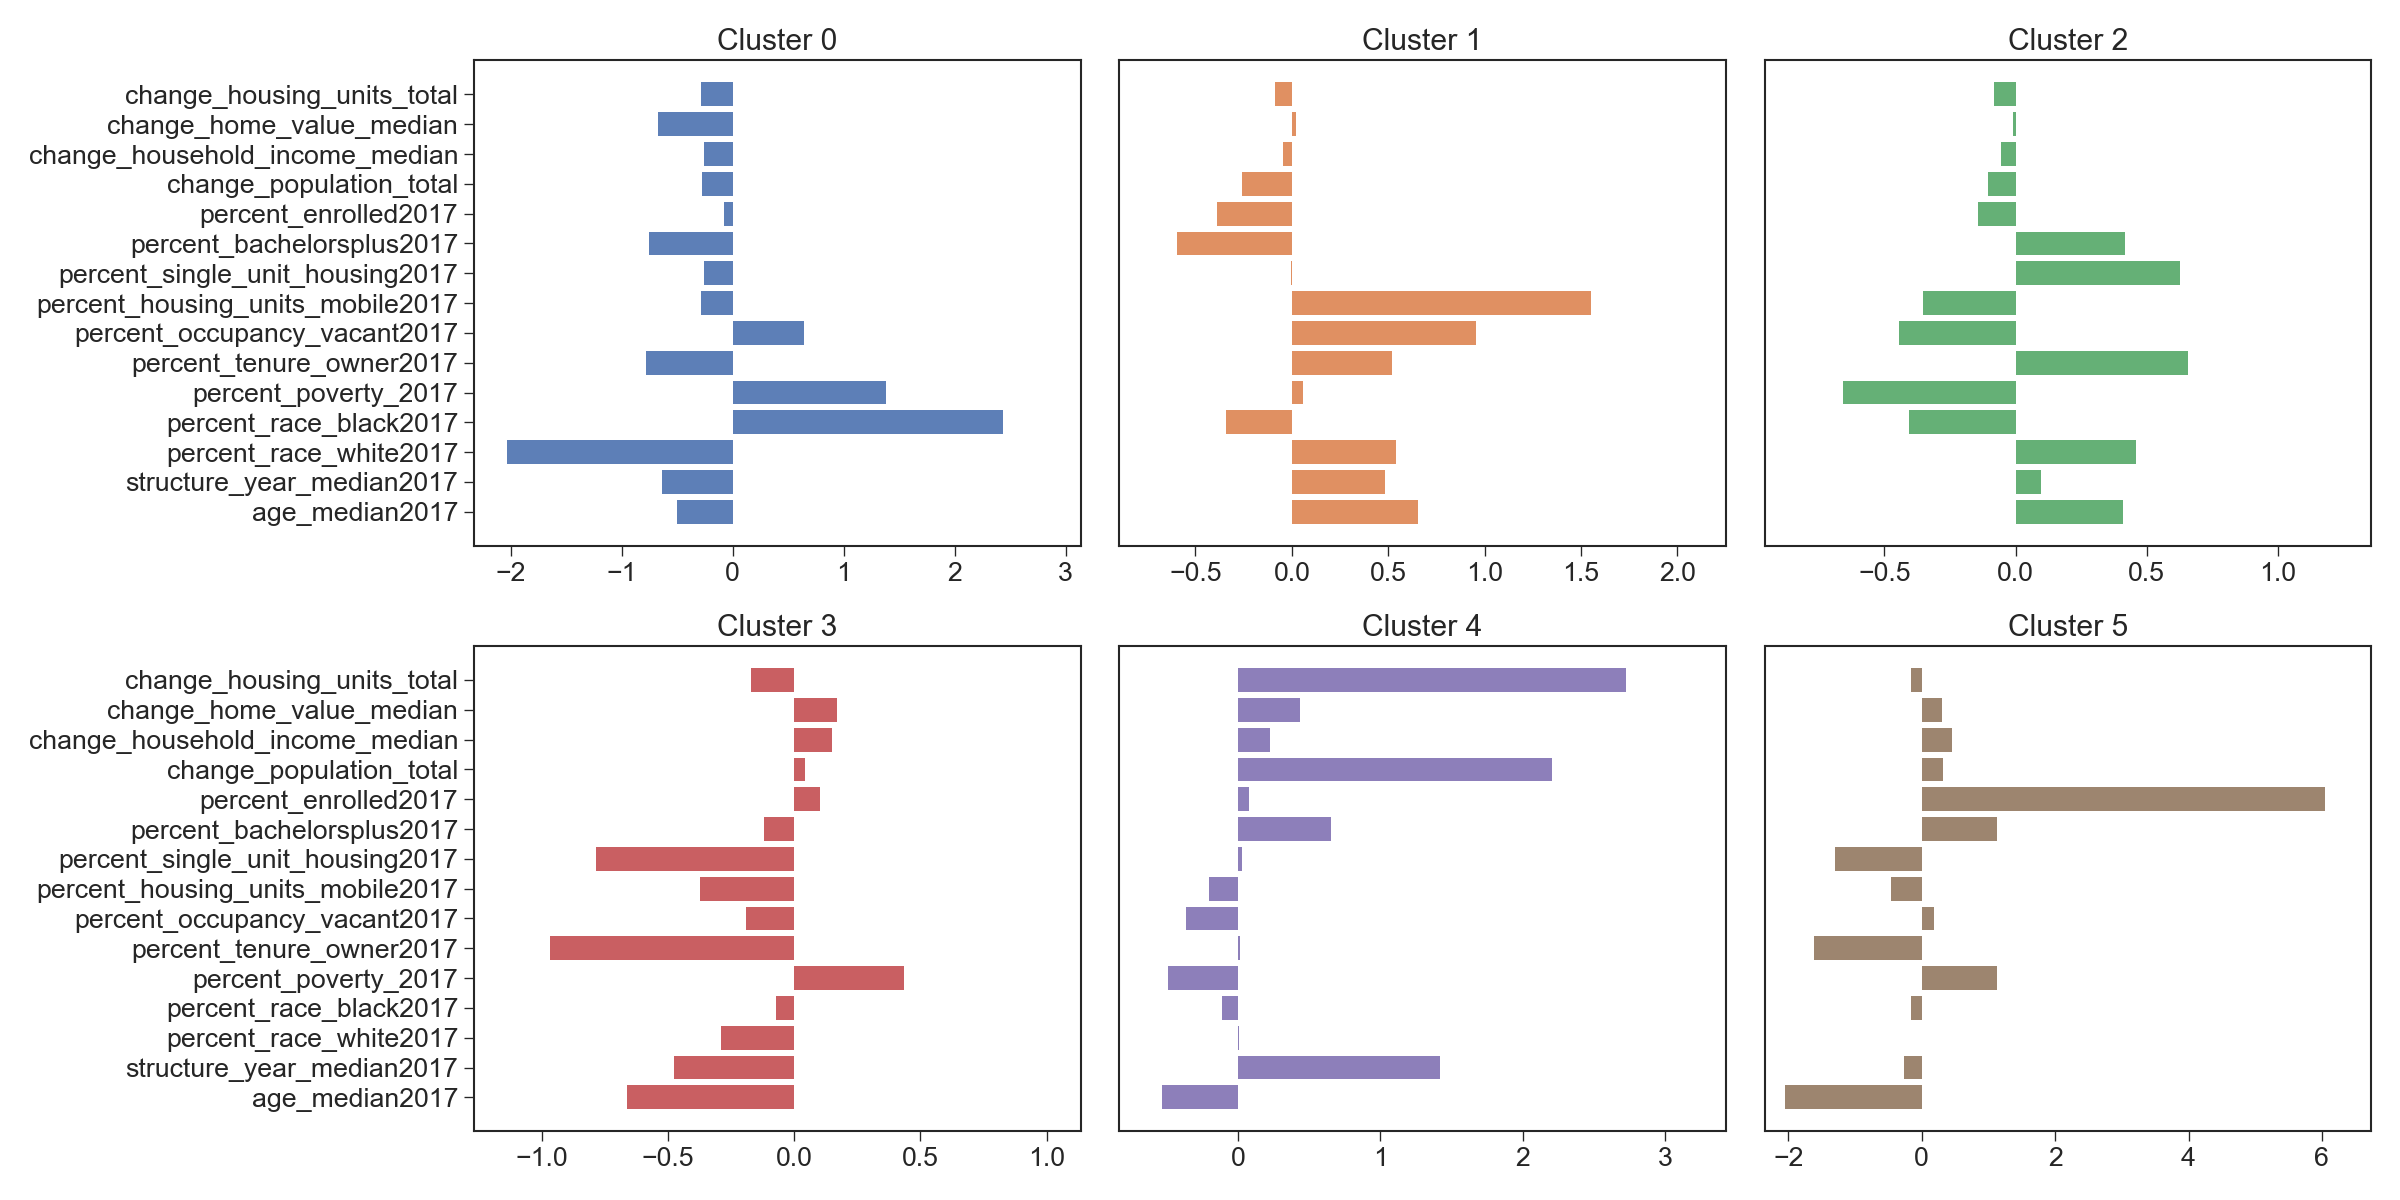 Cluster 0
Cluster 1
Cluster 2
change_housing_units_total
change_home_value_median
change_household_income_median
change_population_total
percent_enrolled2017
percent_bachelorsplus2017
percent_single_unit_housing2017
percent_housing_units_mobile2017
percent_occupancy_vacant2017
percent_tenure_owner2017
percent_poverty_2017
percent_race_black2017
percent_race_white2017
structure_year_median2017
age_median2017
−2 −1 0 1 2 3
−0.5 0.0 0.5 1.0 1.5 2.0
−0.5 0.0 0.5 1.0
Cluster 3
Cluster 4
Cluster 5
change_housing_units_total
change_home_value_median
change_household_income_median
change_population_total
percent_enrolled2017
percent_bachelorsplus2017
percent_single_unit_housing2017
percent_housing_units_mobile2017
percent_occupancy_vacant2017
percent_tenure_owner2017
percent_poverty_2017
percent_race_black2017
percent_race_white2017
structure_year_median2017
age_median2017
−1.0 −0.5 0.0 0.5 1.0
0 1 2 3
−2 0 2 4 6